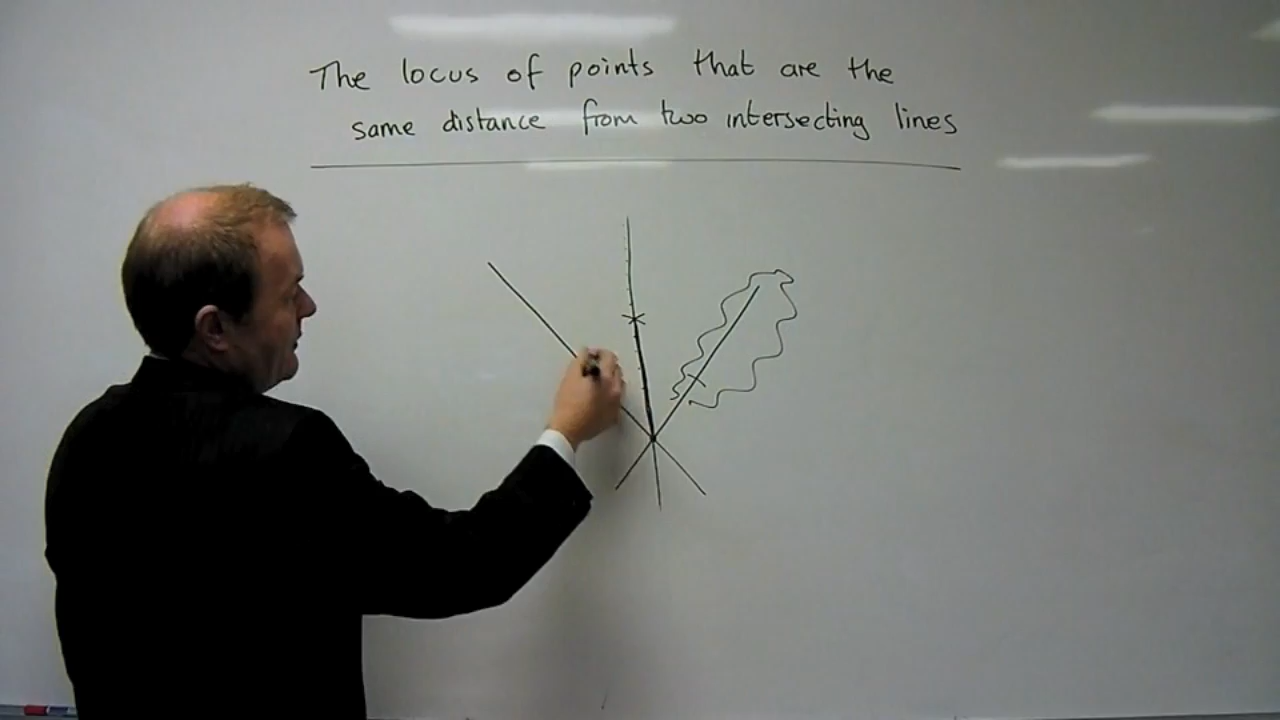 The locus of points that are the
same distance from two intersecting lines